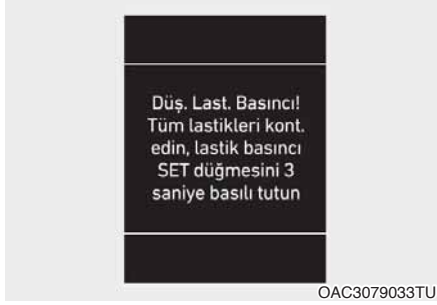 Düş. Last. Basıncı!
Tüm lastikleri kont.
edin, lastik basıncı
SET düğmesini 3
saniye basılı tutun
OAC3079033TU